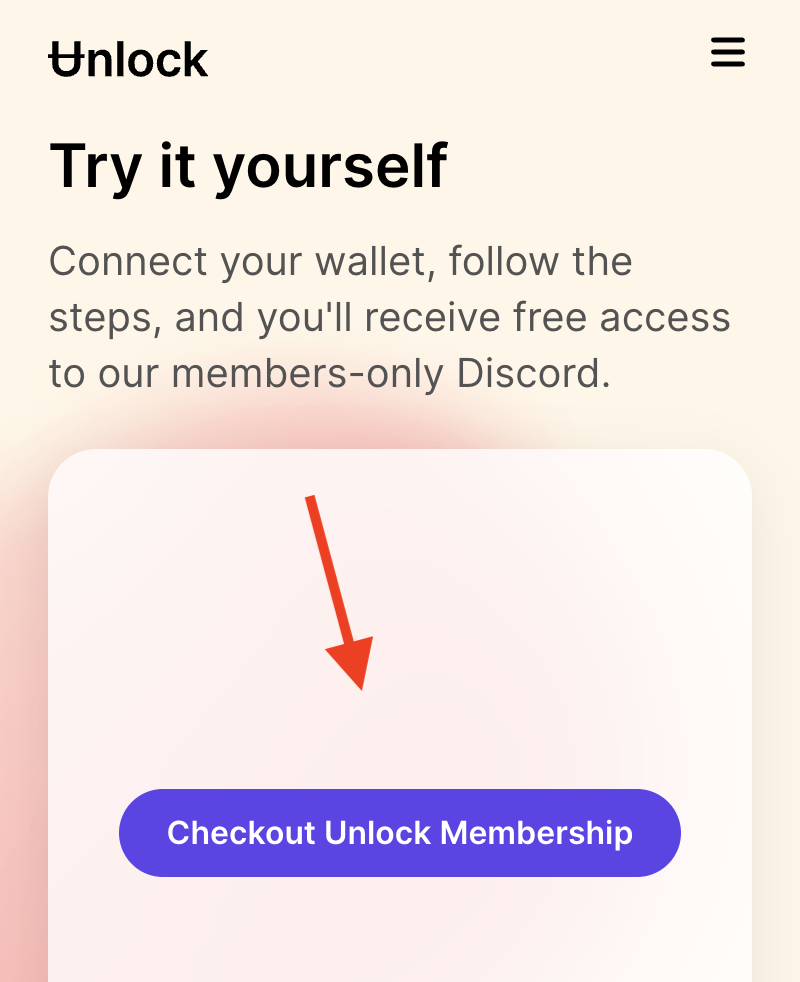 Unlock
Try it yourself
Connect your wallet, follow the
steps, and you'll receive free access
to our members-only Discord.
Checkout Unlock Membership